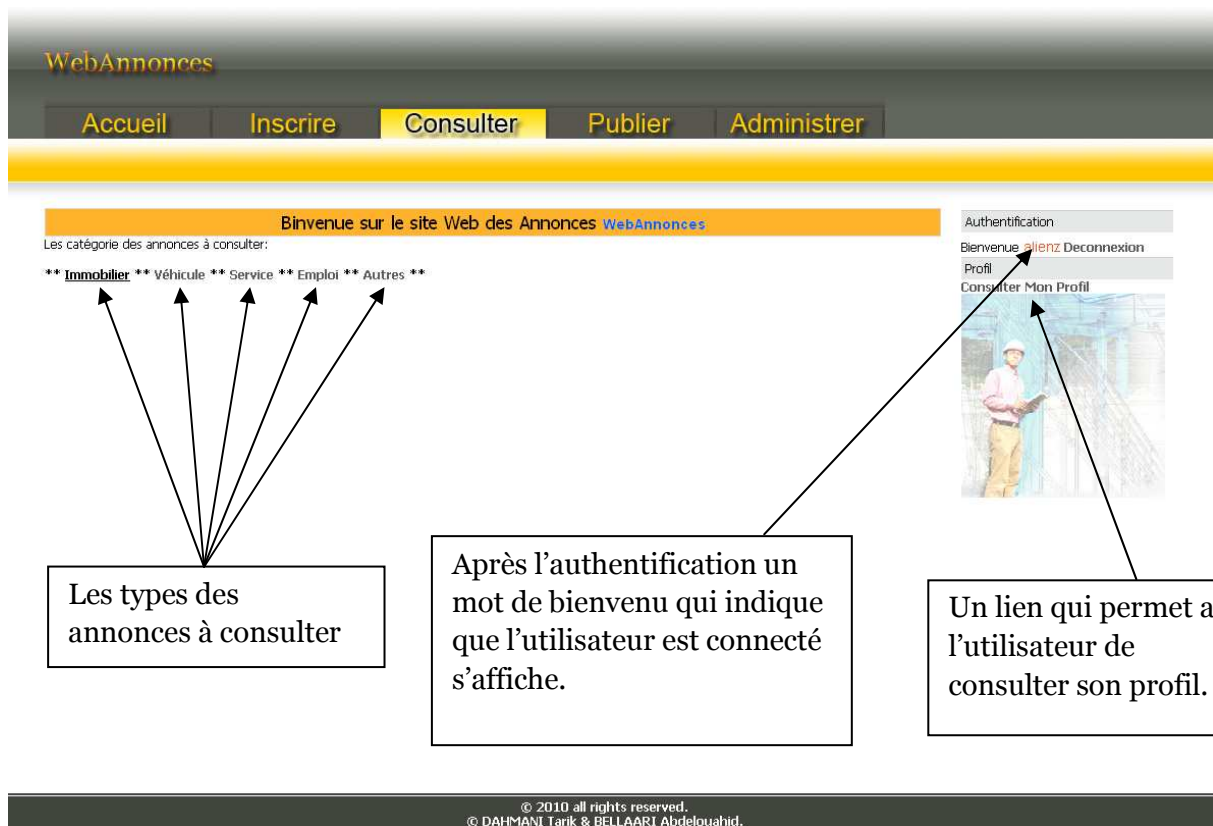 WebAnnonces
Accueil Inscrire Consulter Publier Administrer
Binvenue sur le site Web des Annonces WebAnnonces
Les catégorie des annonces à consulter:
** Immobilier ** Véhicule ** Service ** Emploi ** Autres **
Authentification
Bienvenue alienz Deconnexion
Profil
Consulter Mon Profil
Les types des
annonces à consulter
Après l’authentification un
mot de bienvenu qui indique
que l’utilisateur est connecté
s’affiche.
Un lien qui permet a
l’utilisateur de
consulter son profil.
© 2010 all rights reserved.
© DAHMANI Tarik & BELLAARI Abdelouahid.